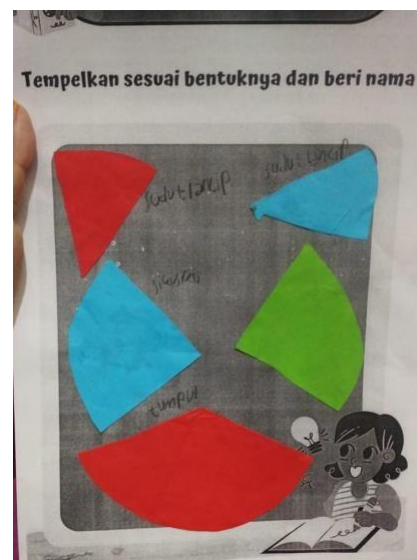 Tempelkan sesuai bentuknya dan beri nama
sudut lancip
sudut lancip
tumpul